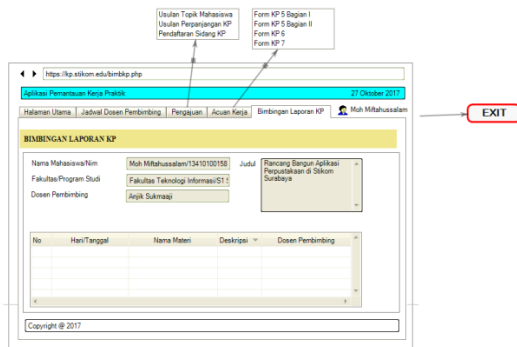 Usulan Topik Mahasiswa
Usulan Perpanjangan KP
Pendaftaran Sidang KP
Form KP 5 Bagian I
Form KP 5 Bagian II
Form KP 6
Form KP 7
https://kp.stikom.edu/bimbkp.php
Aplikasi Pemantauan Kerja Praktik 27 Oktober 2017
Halaman Utama Jadwal Dosen Pembimbing Pengajuan Acuan Kerja Bimbingan Laporan KP Moh Miftahussalam
EXIT
BIMBINGAN LAPORAN KP
Nama Mahasiswa/Nim Moh Miftahussalam/13410100158 Judul Rancang Bangun Aplikasi
Perpustakaan di Stikom
Surabaya
Fakultas/Program Studi Fakultas Teknologi Informasi/S1
Dosen Pembimbing Anjik Sukmaaji
No Hari/Tanggal Nama Materi Deskripsi Dosen Pembimbing
Copyright @ 2017